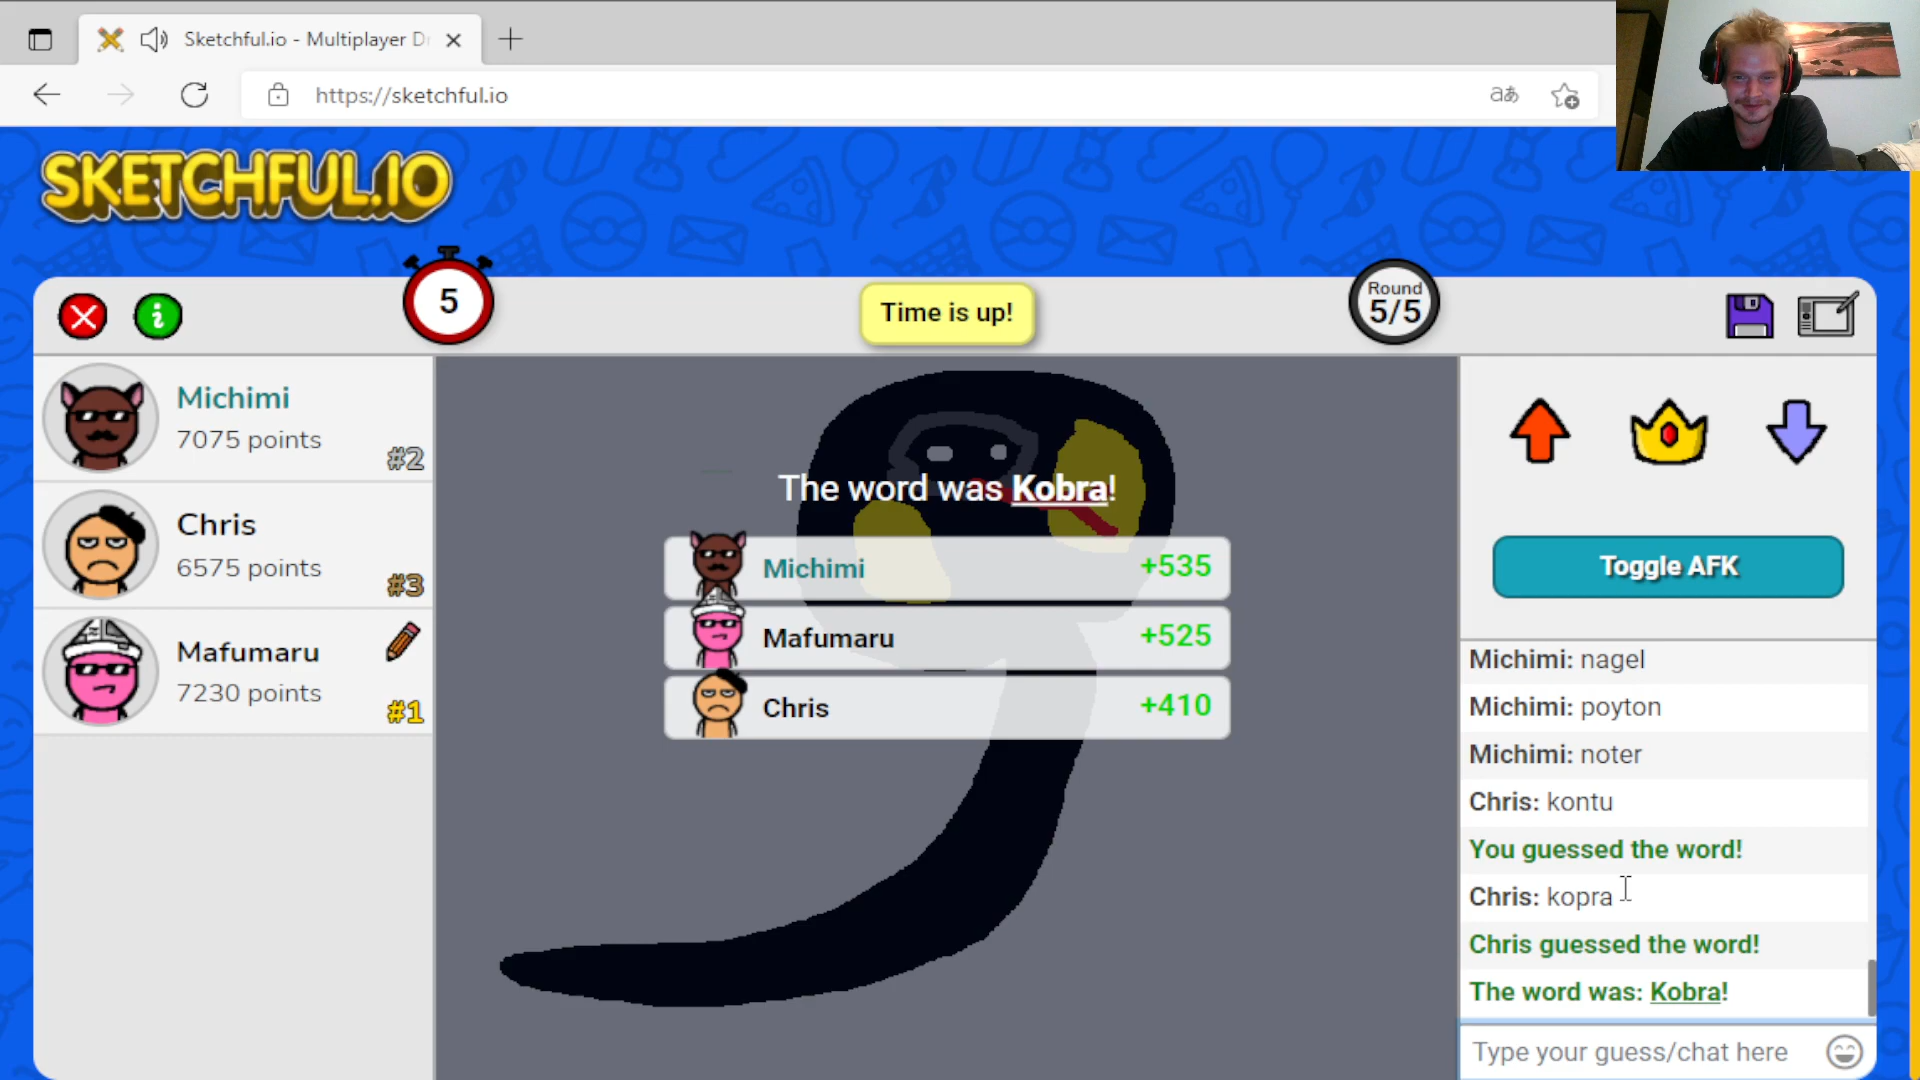 Sketchful.io - Multiplayer Dr
https://sketchful.io
aあ
SKETCHFUL.IO
5
Time is up!
Round
5/5
Michimi
7075 points
#2
Chris
6575 points
#3
Mafumaru
7230 points
#1
The word was Kobra!
Michimi +535
Mafumaru +525
Chris +410
Toggle AFK
Michimi: nagel
Michimi: poyton
Michimi: noter
Chris: kontu
You guessed the word!
Chris: kopra
Chris guessed the word!
The word was: Kobra!
Type your guess/chat here